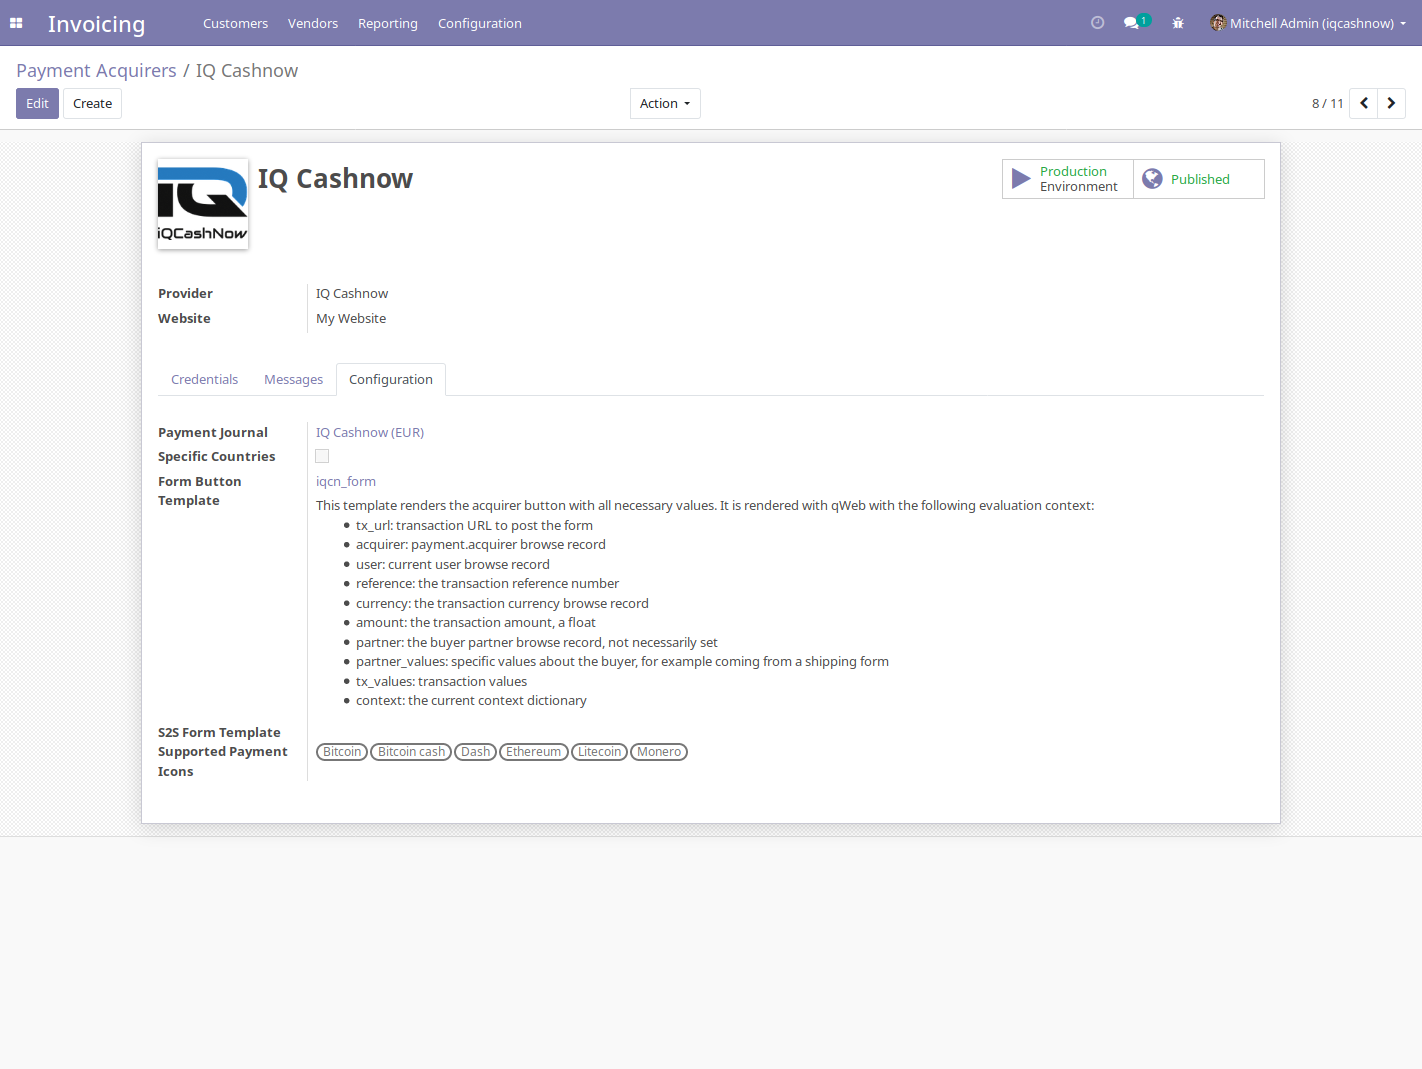 Invoicing Customers Vendors Reporting Configuration 1 Mitchell Admin (iqcashnow)
Payment Acquirers / IQ Cashnow
Edit Create Action 8 / 11
IQ Cashnow
iQCashNow
Production
Environment
Published
Provider IQ Cashnow
Website My Website
Credentials Messages Configuration
Payment Journal IQ Cashnow (EUR)
Specific Countries
Form Button iqcn_form
Template
This template renders the acquirer button with all necessary values. It is rendered with qWeb with the following evaluation context:
tx_url: transaction URL to post the form
acquirer: payment.acquirer browse record
user: current user browse record
reference: the transaction reference number
currency: the transaction currency browse record
amount: the transaction amount, a float
partner: the buyer partner browse record, not necessarily set
partner_values: specific values about the buyer, for example coming from a shipping form
tx_values: transaction values
context: the current context dictionary
S2S Form Template
Supported Payment Bitcoin Bitcoin cash Dash Ethereum Litecoin Monero
Icons